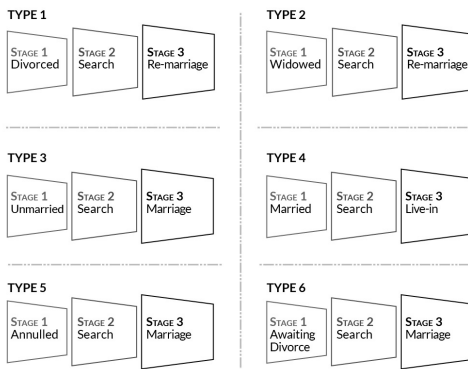 TYPE 1
STAGE 1
Divorced
STAGE 2
Search
STAGE 3
Re-marriage
TYPE 2
STAGE 1
Widowed
STAGE 2
Search
STAGE 3
Re-marriage
TYPE 3
STAGE 1
Unmarried
STAGE 2
Search
STAGE 3
Marriage
TYPE 4
STAGE 1
Married
STAGE 2
Search
STAGE 3
Live-in
TYPE 5
STAGE 1
Annulled
STAGE 2
Search
STAGE 3
Marriage
TYPE 6
STAGE 1
Awaiting
Divorce
STAGE 2
Search
STAGE 3
Marriage